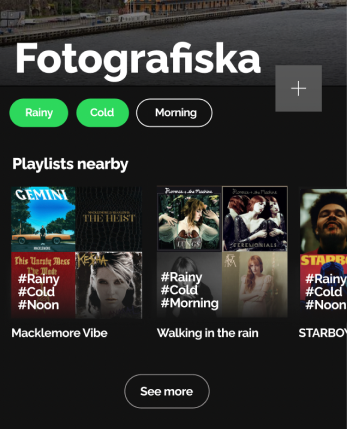 Fotografiska
+
Rainy
Cold
Morning
Playlists nearby
GEMINI
MACKLEMORE
THE HEIST
This Unruly Mess
#Rainy
#Cold
#Noon
Florence + the Machine
LUNGS
Florence + the Machine
CEREMONIALS
#Rainy
#Cold
#Morning
STARBO
#Rainy
#Cold
#Noon
Macklemore Vibe
Walking in the rain
STARBOY
See more